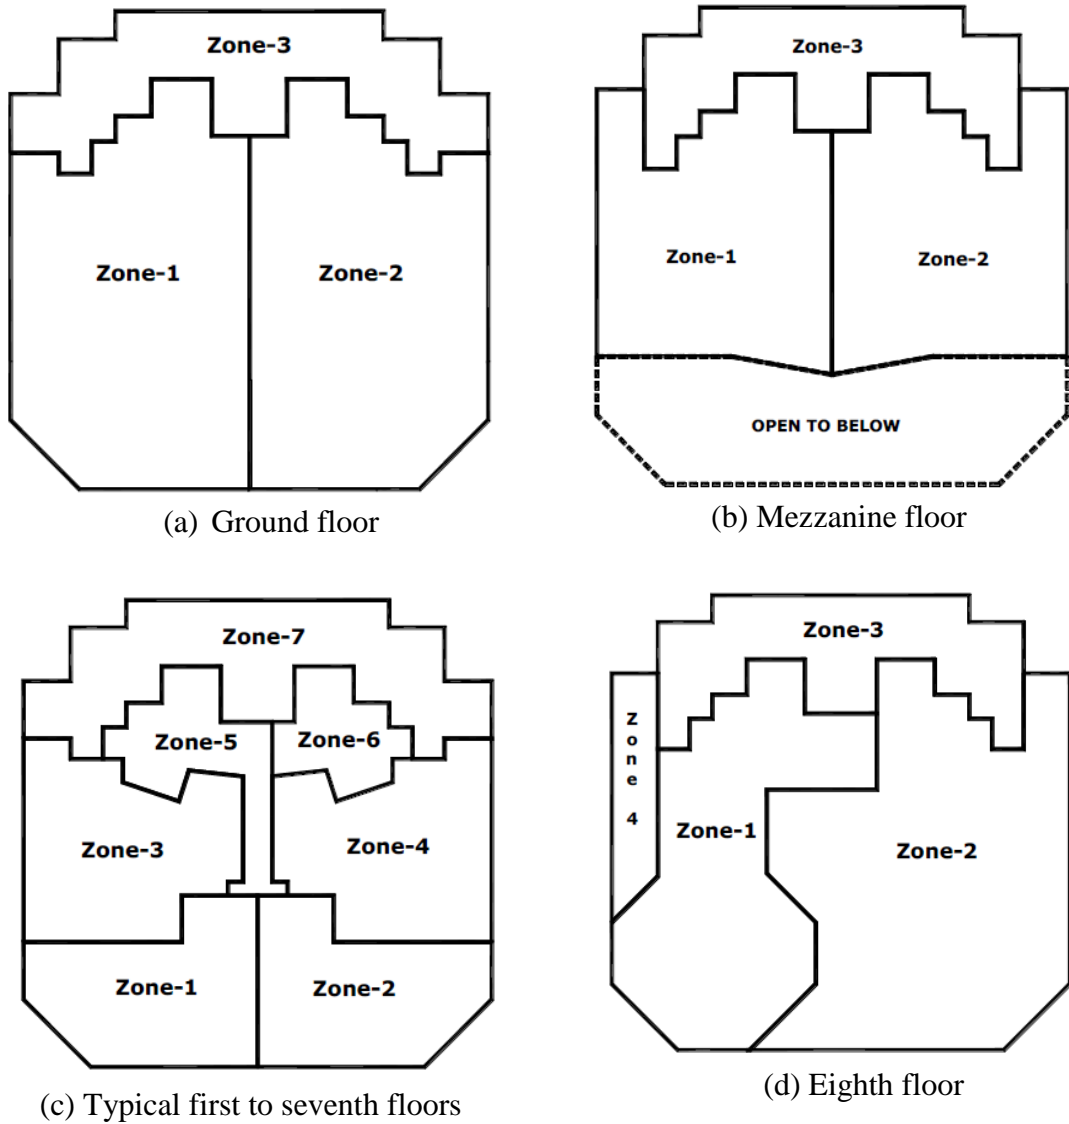 Zone-3
Zone-1
Zone-2
(a) Ground floor
Zone-3
Zone-1
Zone-2
OPEN TO BELOW
(b) Mezzanine floor
Zone-7
Zone-5
Zone-6
Zone-3
Zone-4
Zone-1
Zone-2
(c) Typical first to seventh floors
Zone-3
Zone 4
Zone-1
Zone-2
(d) Eighth floor